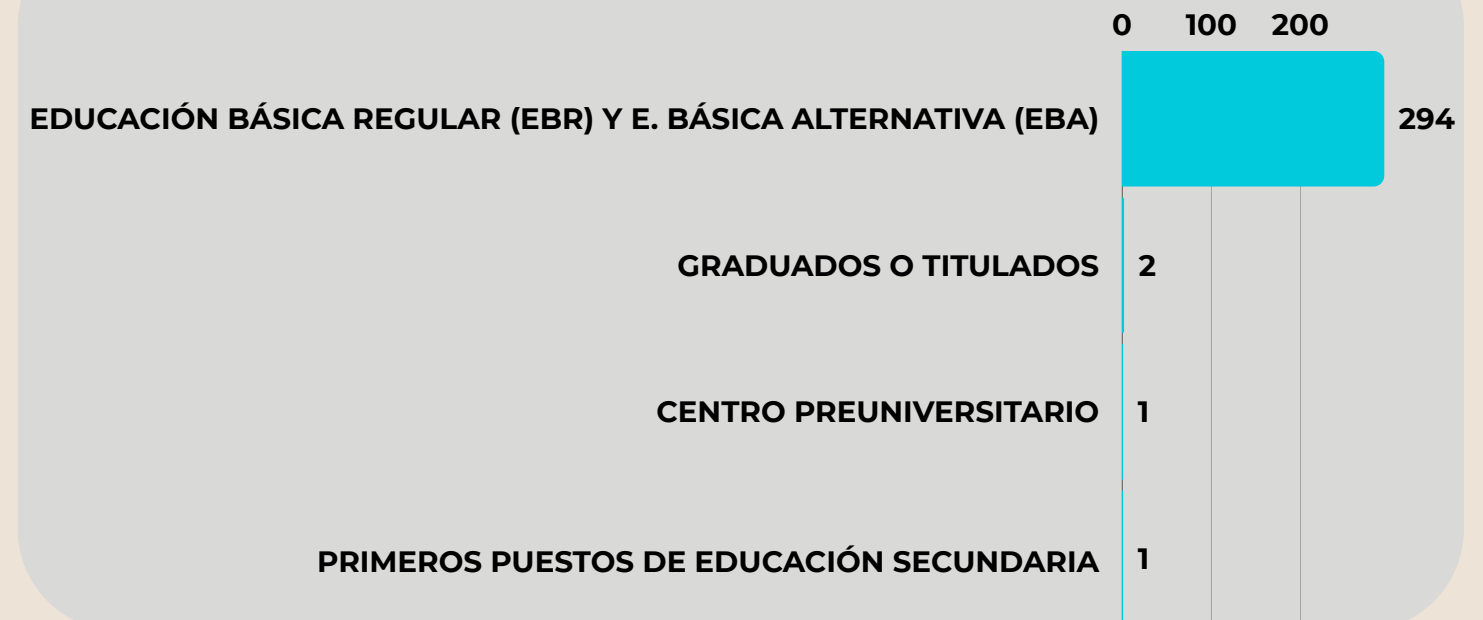 0 100 200
EDUCACIÓN BÁSICA REGULAR (EBR) Y E. BÁSICA ALTERNATIVA (EBA) 294
GRADUADOS O TITULADOS 2
CENTRO PREUNIVERSITARIO 1
PRIMEROS PUESTOS DE EDUCACIÓN SECUNDARIA 1